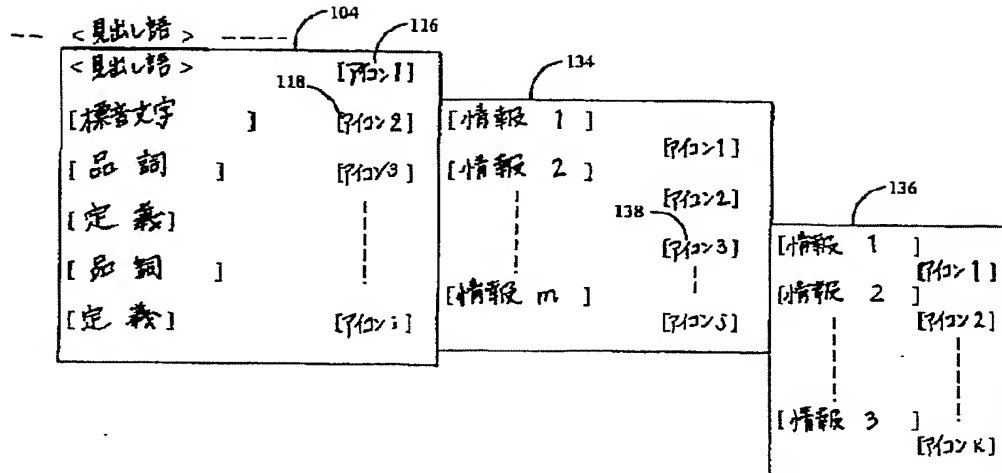 -- <見出し語> ----
104
116
<見出し語>
[アイコン1]
118
[標音文字 ]
[アイコン2]
[品詞 ]
[アイコン3]
[定義]
[品詞 ]
[定義]
[アイコンi]
134
[情報 1 ]
[アイコン1]
[情報 2 ]
[アイコン2]
138
[アイコン3]
[情報 m ]
[アイコンj]
136
[情報 1 ]
[アイコン1]
[情報 2 ]
[アイコン2]
[情報 3 ]
[アイコンK]